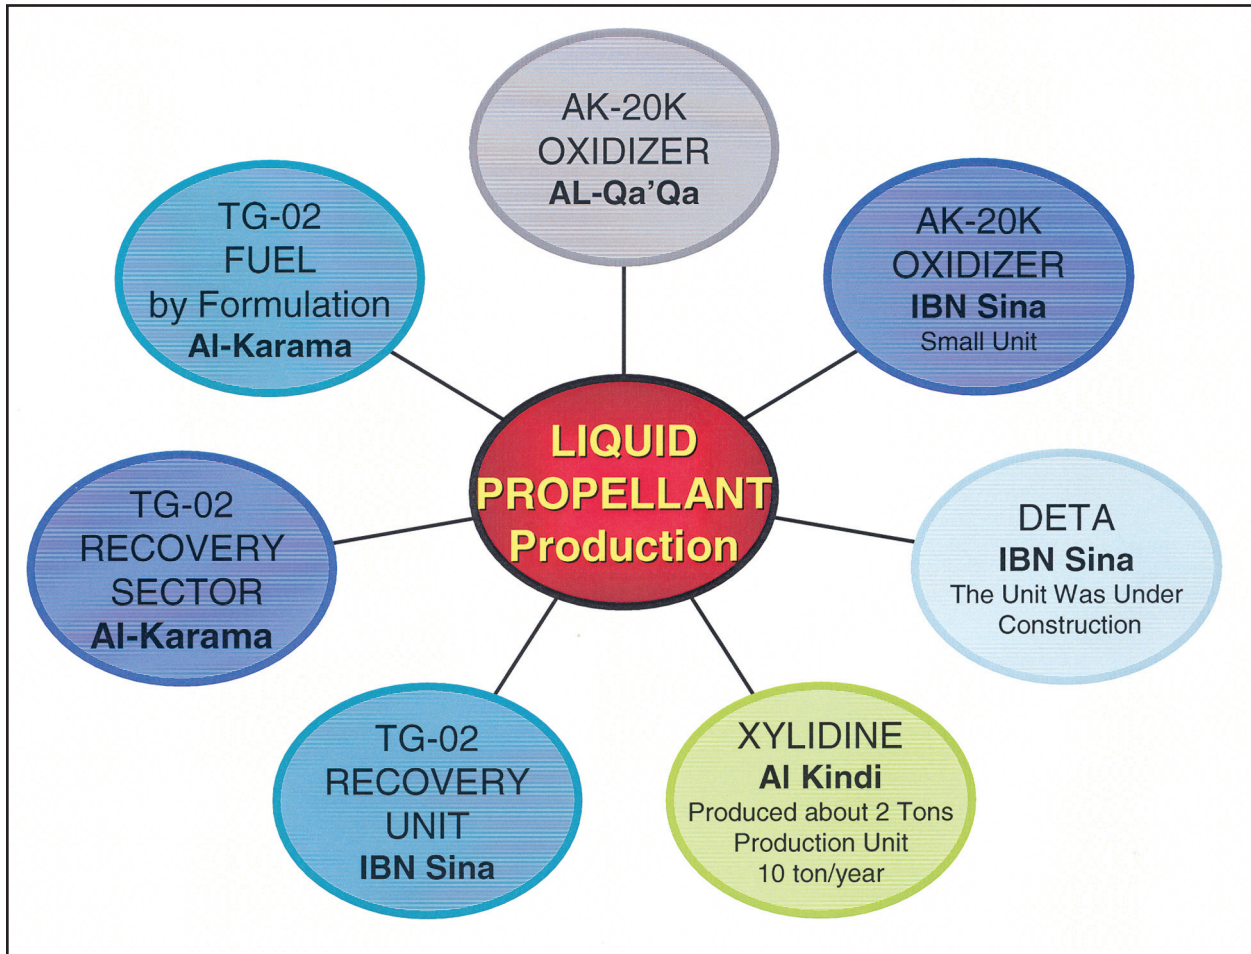 AK-20K
OXIDIZER
AL-Qa’Qa
TG-02
FUEL
by Formulation
Al-Karama
AK-20K
OXIDIZER
IBN Sina
Small Unit
LIQUID
PROPELLANT
Production
TG-02
RECOVERY
SECTOR
Al-Karama
DETA
IBN Sina
The Unit Was Under
Construction
TG-02
RECOVERY
UNIT
IBN Sina
XYLIDINE
Al Kindi
Produced about 2 Tons
Production Unit
10 ton/year